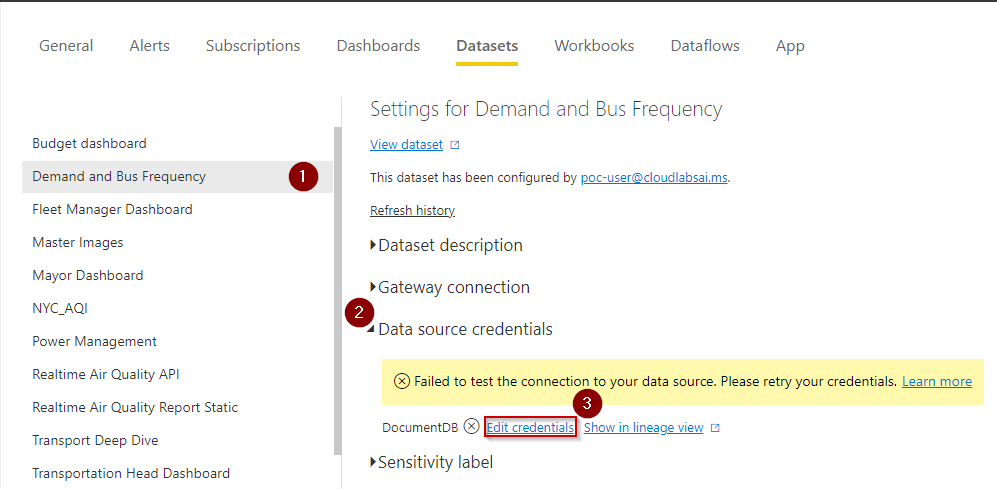 General Alerts Subscriptions Dashboards Datasets Workbooks Dataflows App
Budget dashboard
Demand and Bus Frequency 1
Fleet Manager Dashboard
Master Images
Mayor Dashboard
NYC_AQI
Power Management
Realtime Air Quality API
Realtime Air Quality Report Static
Transport Deep Dive
Transportation Head Dashboard
Settings for Demand and Bus Frequency
View dataset
This dataset has been configured by poc-user@cloudlabsai.ms.
Refresh history
Dataset description
Gateway connection
2
Data source credentials
Failed to test the connection to your data source. Please retry your credentials. Learn more
3
DocumentDB Edit credentials Show in lineage view
Sensitivity label